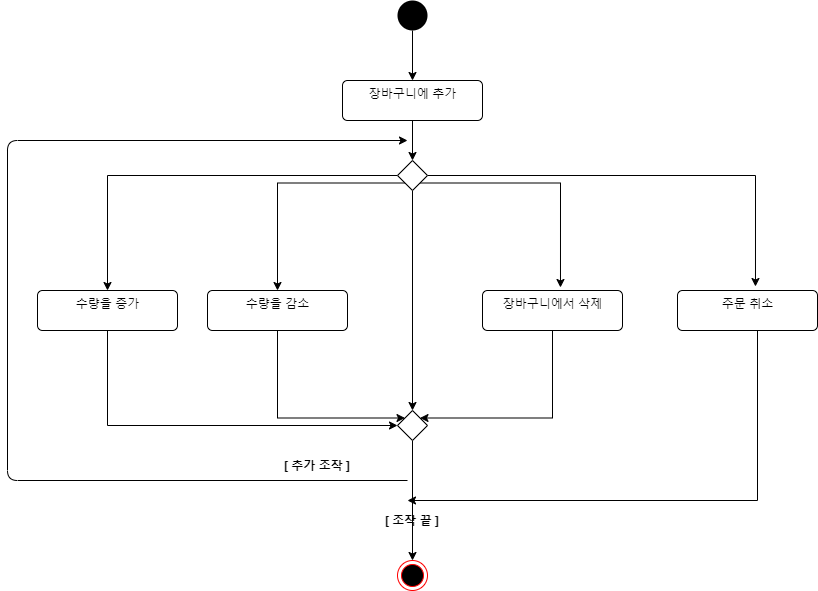 장바구니에 추가
수량을 증가
수량을 감소
장바구니에서 삭제
주문 취소
[ 추가 조작 ]
[ 조작 끝 ]